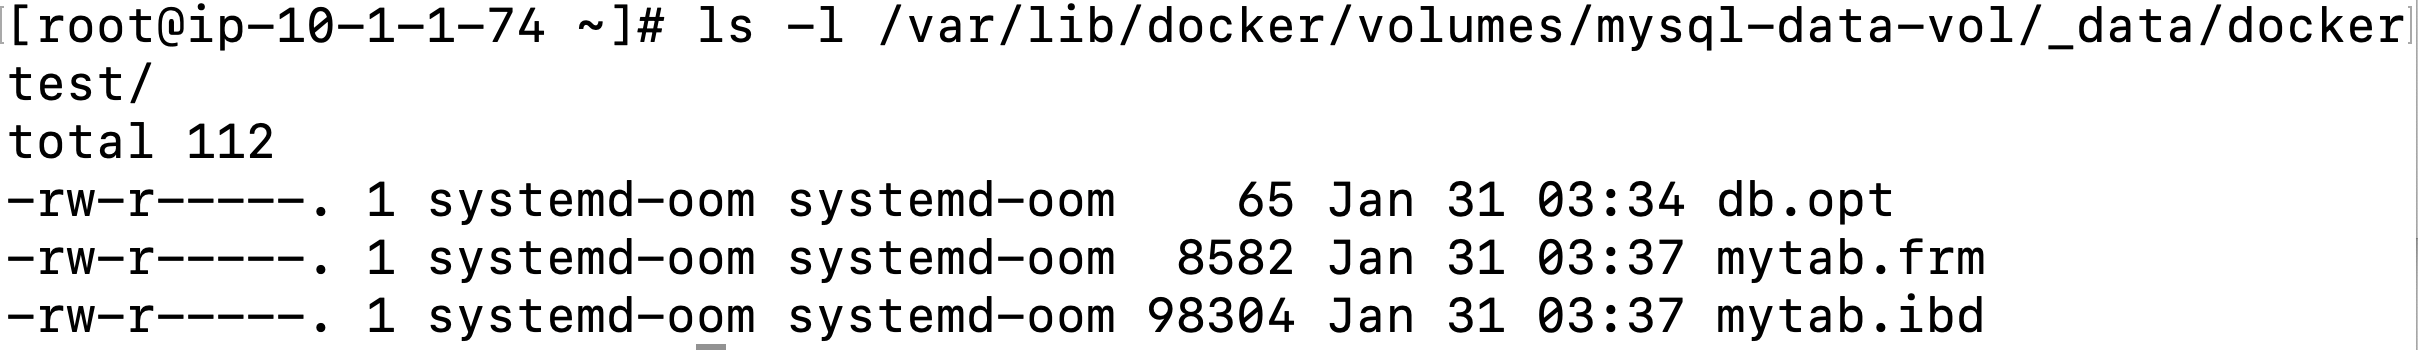 [root@ip-10-1-1-74 ~]# ls -l /var/lib/docker/volumes/mysql-data-vol/_data/docker
test/
total 112
-rw-r-----. 1 systemd-oom systemd-oom    65 Jan 31 03:34 db.opt
-rw-r-----. 1 systemd-oom systemd-oom  8582 Jan 31 03:37 mytab.frm
-rw-r-----. 1 systemd-oom systemd-oom 98304 Jan 31 03:37 mytab.ibd